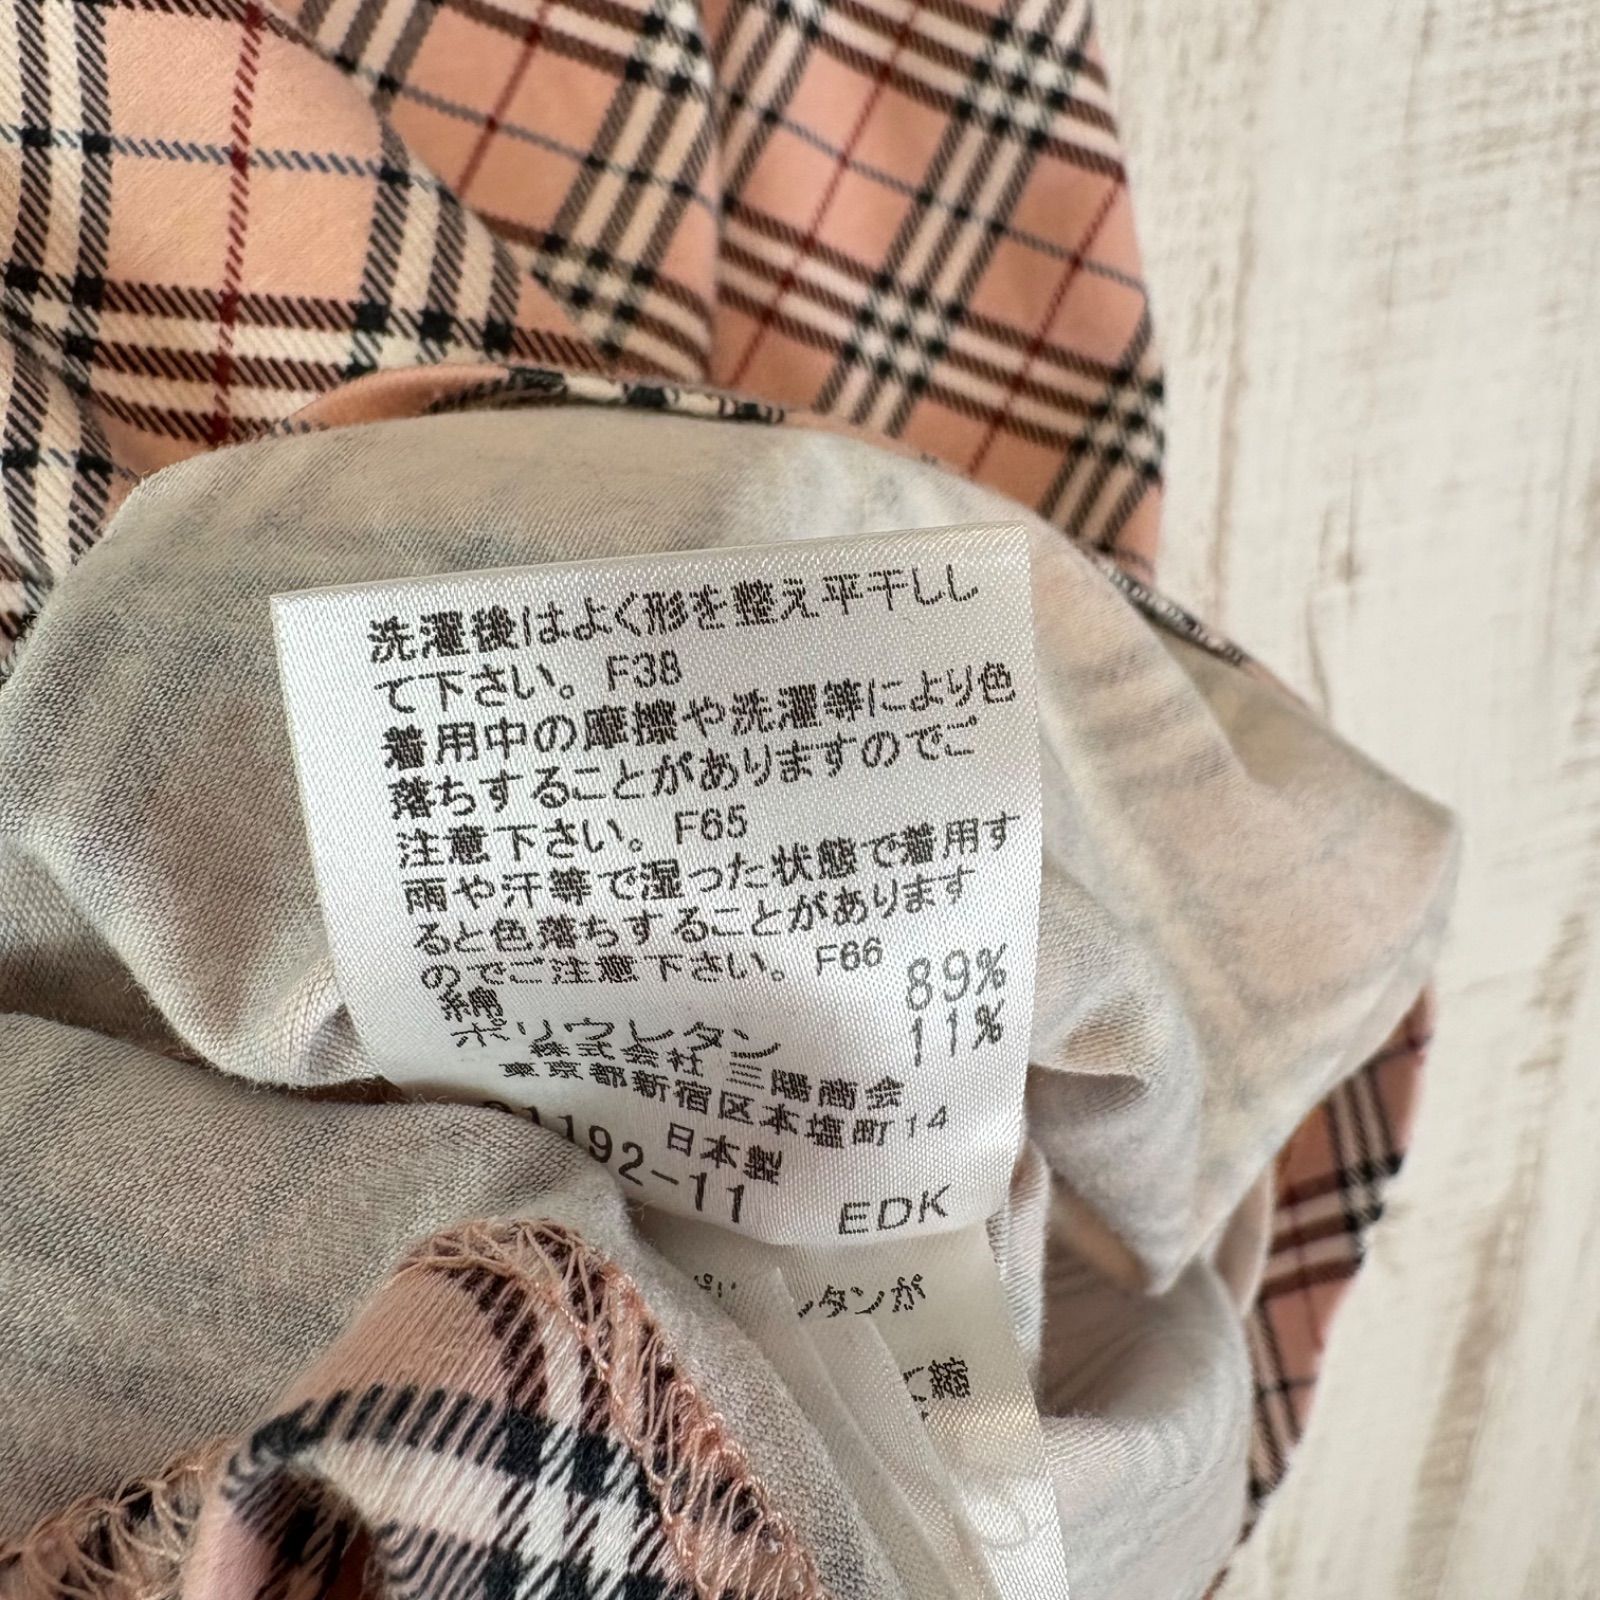 洗濯後はよく形を整え平干しし
て下さい。 F38
着用中の摩擦や洗濯等により色
落ちすることがありますのでご
注意下さい。 F65
雨や汗等で湿った状態で着用す
ると色落ちすることがあります
のでご注意下さい。 F66
綿 89%
ポリウレタン 11%
株式会社 三陽商会
東京都新宿区本塩町14
日本製
1192-11 EDK
レタンが